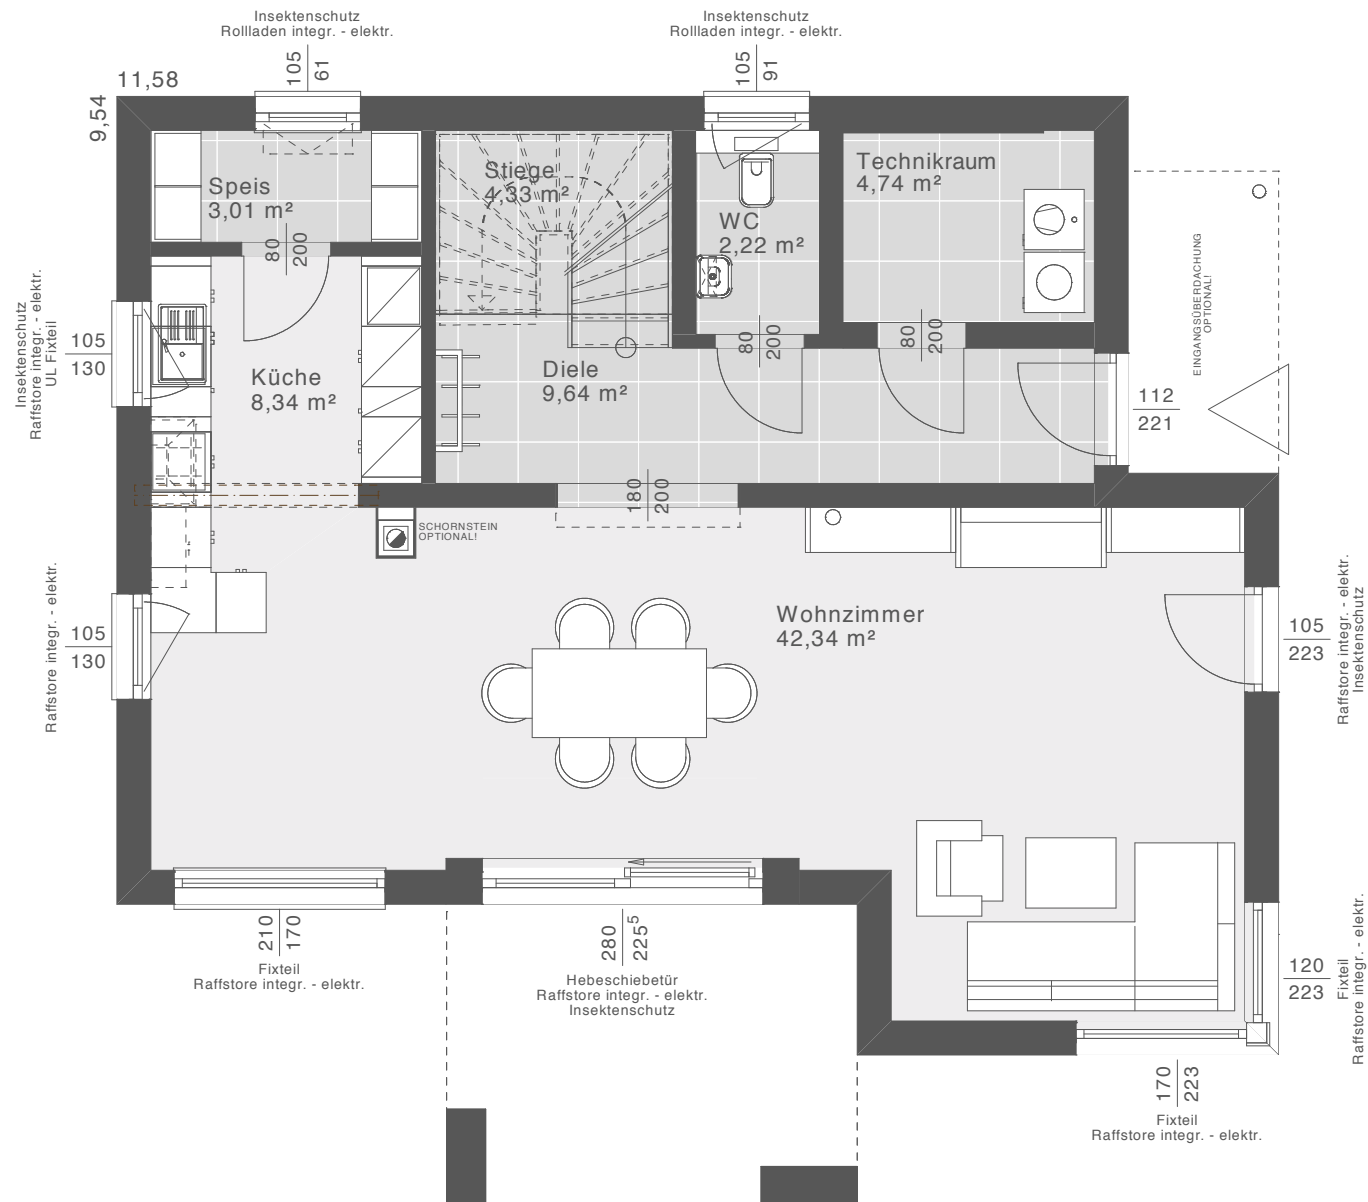 Insektenschutz
Rollladen integr. - elektr.
105
61
Insektenschutz
Rollladen integr. - elektr.
105
91
11,58
9,54
Speis
3,01 m²
80
200
Stiege
4,33 m²
WC
2,22 m²
80
200
Technikraum
4,74 m²
80
200
EINGANGSÜBERDACHUNG
OPTIONAL!
Insektenschutz
Raffstore integr. - elektr.
UL Fixteil
105
130
Küche
8,34 m²
Diele
9,64 m²
112
221
180
200
SCHORNSTEIN
OPTIONAL!
Raffstore integr. - elektr.
105
130
Wohnzimmer
42,34 m²
105
223
Raffstore integr. - elektr.
Insektenschutz
210
170
Fixteil
Raffstore integr. - elektr.
280
225⁵
Hebeschiebetür
Raffstore integr. - elektr.
Insektenschutz
120
223
Fixteil
Raffstore integr. - elektr.
170
223
Fixteil
Raffstore integr. - elektr.